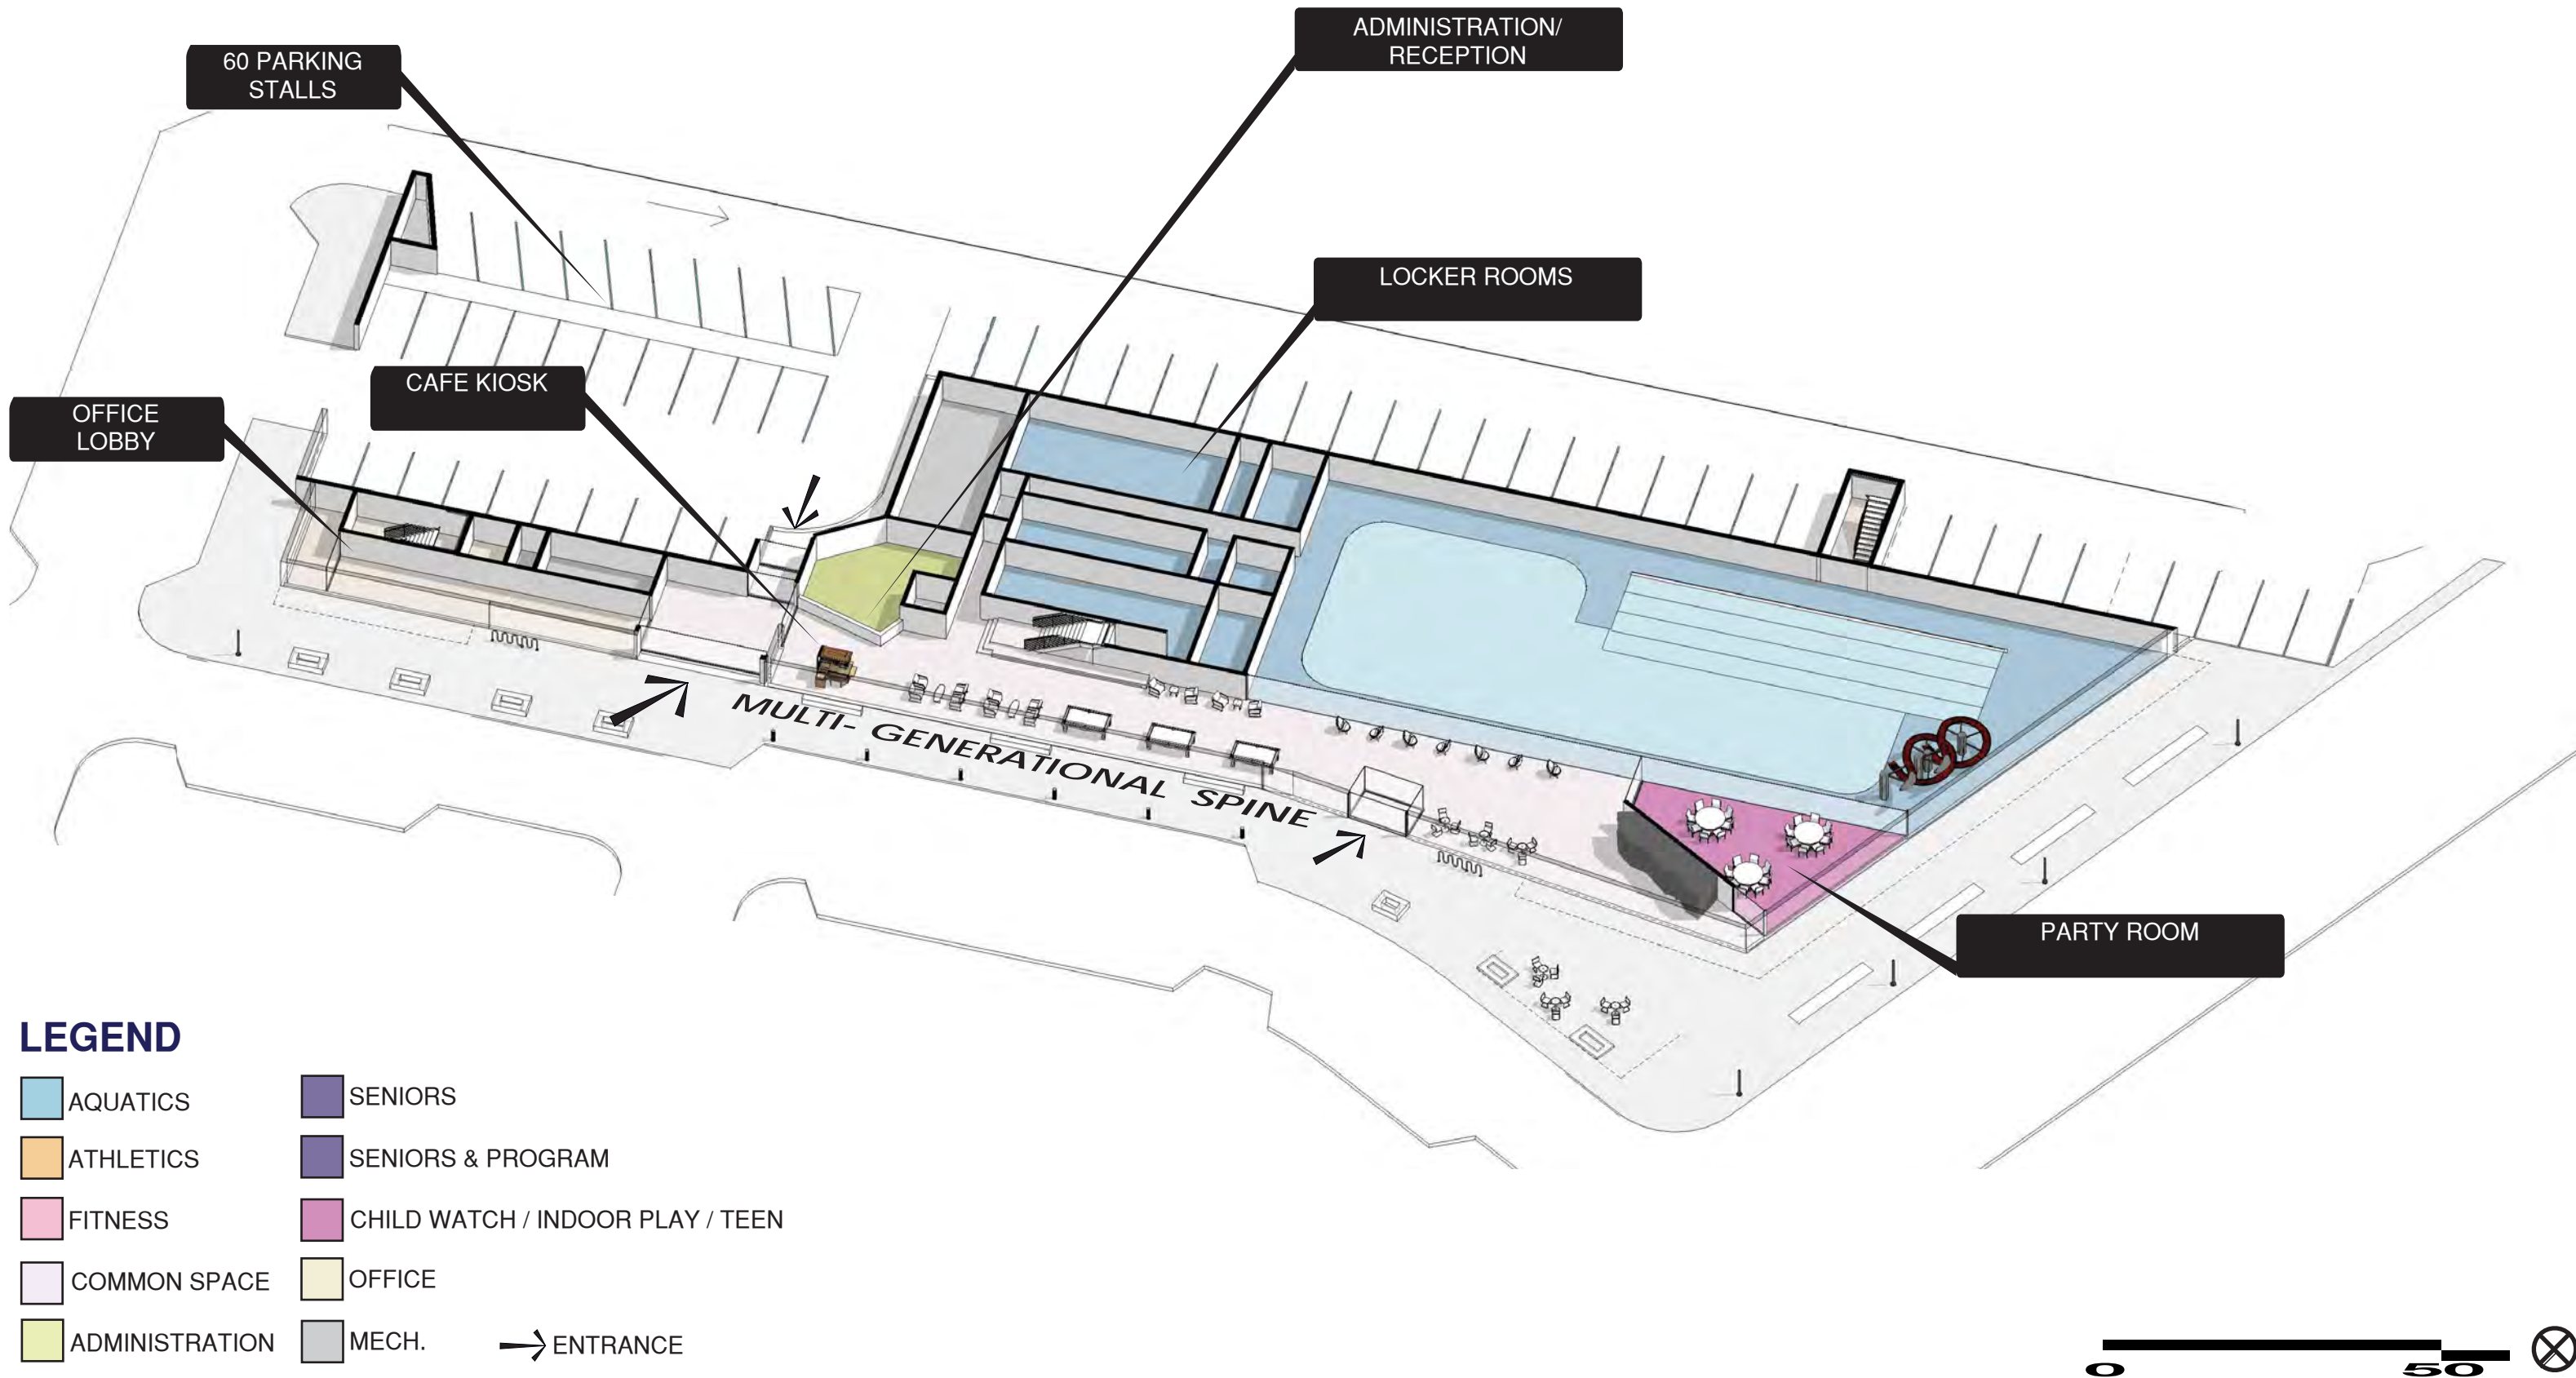 ADMINISTRATION/
RECEPTION
60 PARKING
STALLS
LOCKER ROOMS
CAFE KIOSK
OFFICE
LOBBY
MULTI- GENERATIONAL SPINE
PARTY ROOM
LEGEND
AQUATICS
ATHLETICS
FITNESS
COMMON SPACE
ADMINISTRATION
SENIORS
SENIORS & PROGRAM
CHILD WATCH / INDOOR PLAY / TEEN
OFFICE
MECH.
ENTRANCE
0 50